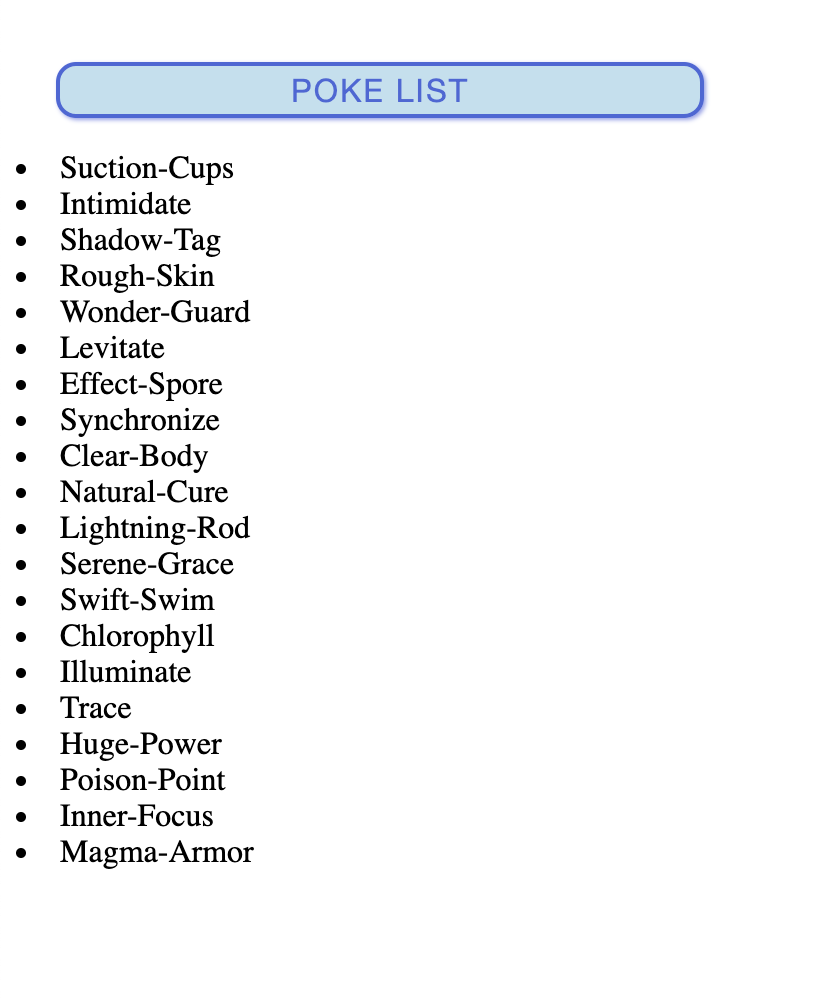 POKE LIST
• Suction-Cups
• Intimidate
• Shadow-Tag
• Rough-Skin
• Wonder-Guard
• Levitate
• Effect-Spore
• Synchronize
• Clear-Body
• Natural-Cure
• Lightning-Rod
• Serene-Grace
• Swift-Swim
• Chlorophyll
• Illuminate
• Trace
• Huge-Power
• Poison-Point
• Inner-Focus
• Magma-Armor